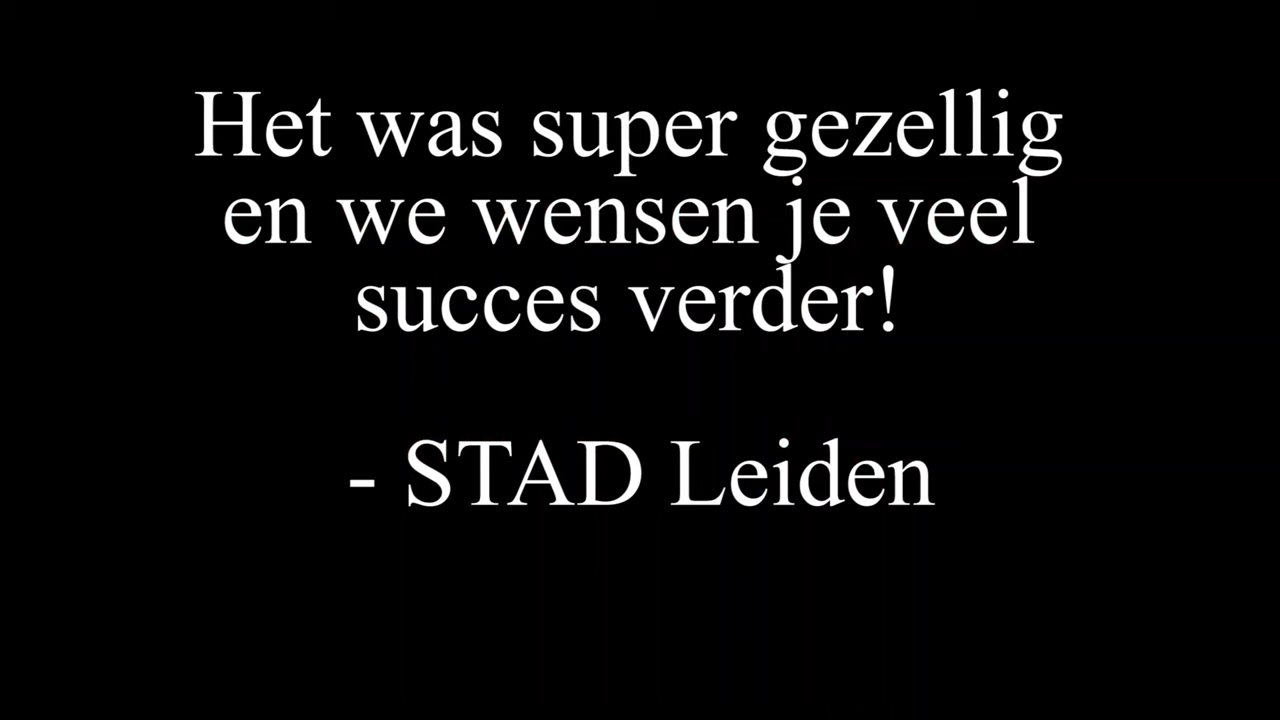 Het was super gezellig
en we wensen je veel
succes verder!
- STAD Leiden